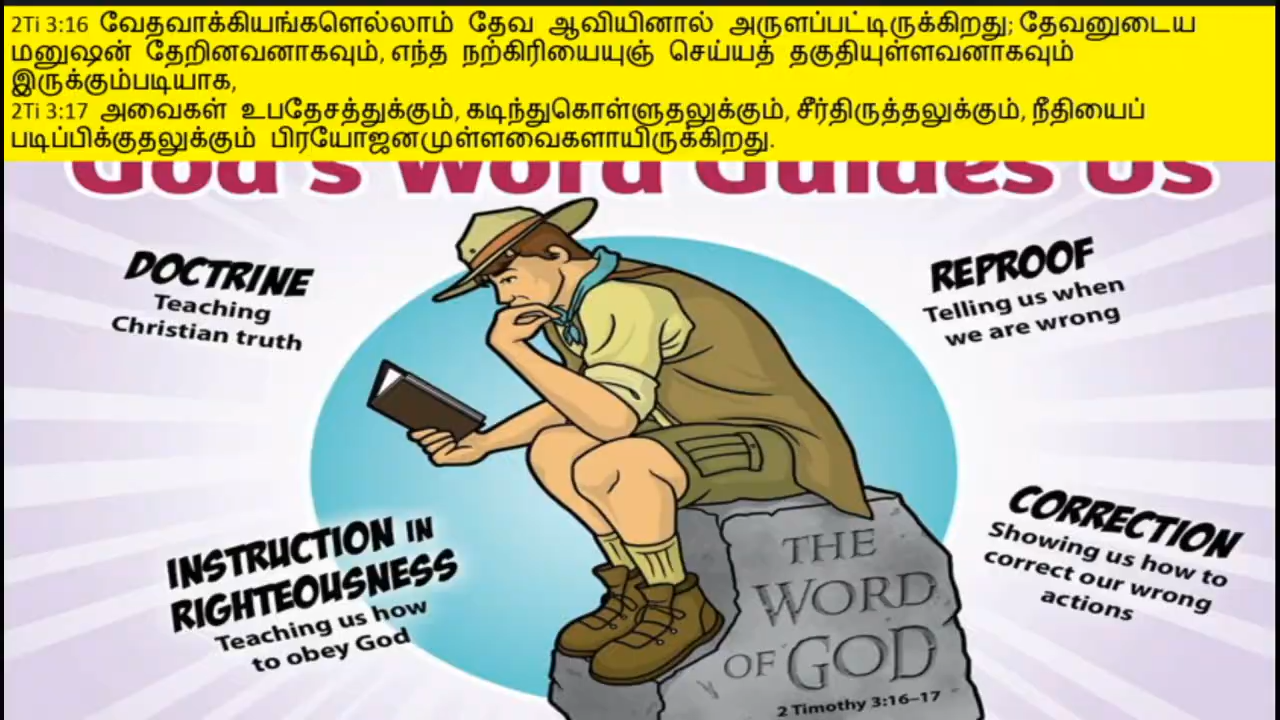 2Ti 3:16 வேதவாக்கியங்களெல்லாம் தேவ ஆவியினால் அருளப்பட்டிருக்கிறது; தேவனுடைய
மனுஷன் தேறினவனாகவும், எந்த நற்கிரியையுஞ் செய்யத் தகுதியுள்ளவனாகவும்
இருக்கும்படியாக,
2Ti 3:17 அவைகள் உபதேசத்துக்கும், கடிந்துகொள்ளுதலுக்கும், சீர்திருத்தலுக்கும், நீதியைப்
படிப்பிக்குதலுக்கும் பிரயோஜனமுள்ளவைகளாயிருக்கிறது.
God's Word Guides Us
DOCTRINE
Teaching
Christian truth
REPROOF
Telling us when
we are wrong
INSTRUCTION IN
RIGHTEOUSNESS
Teaching us how
to obey God
CORRECTION
Showing us how to
correct our wrong
actions
THE
WORD
OF GOD
2 Timothy 3:16–17